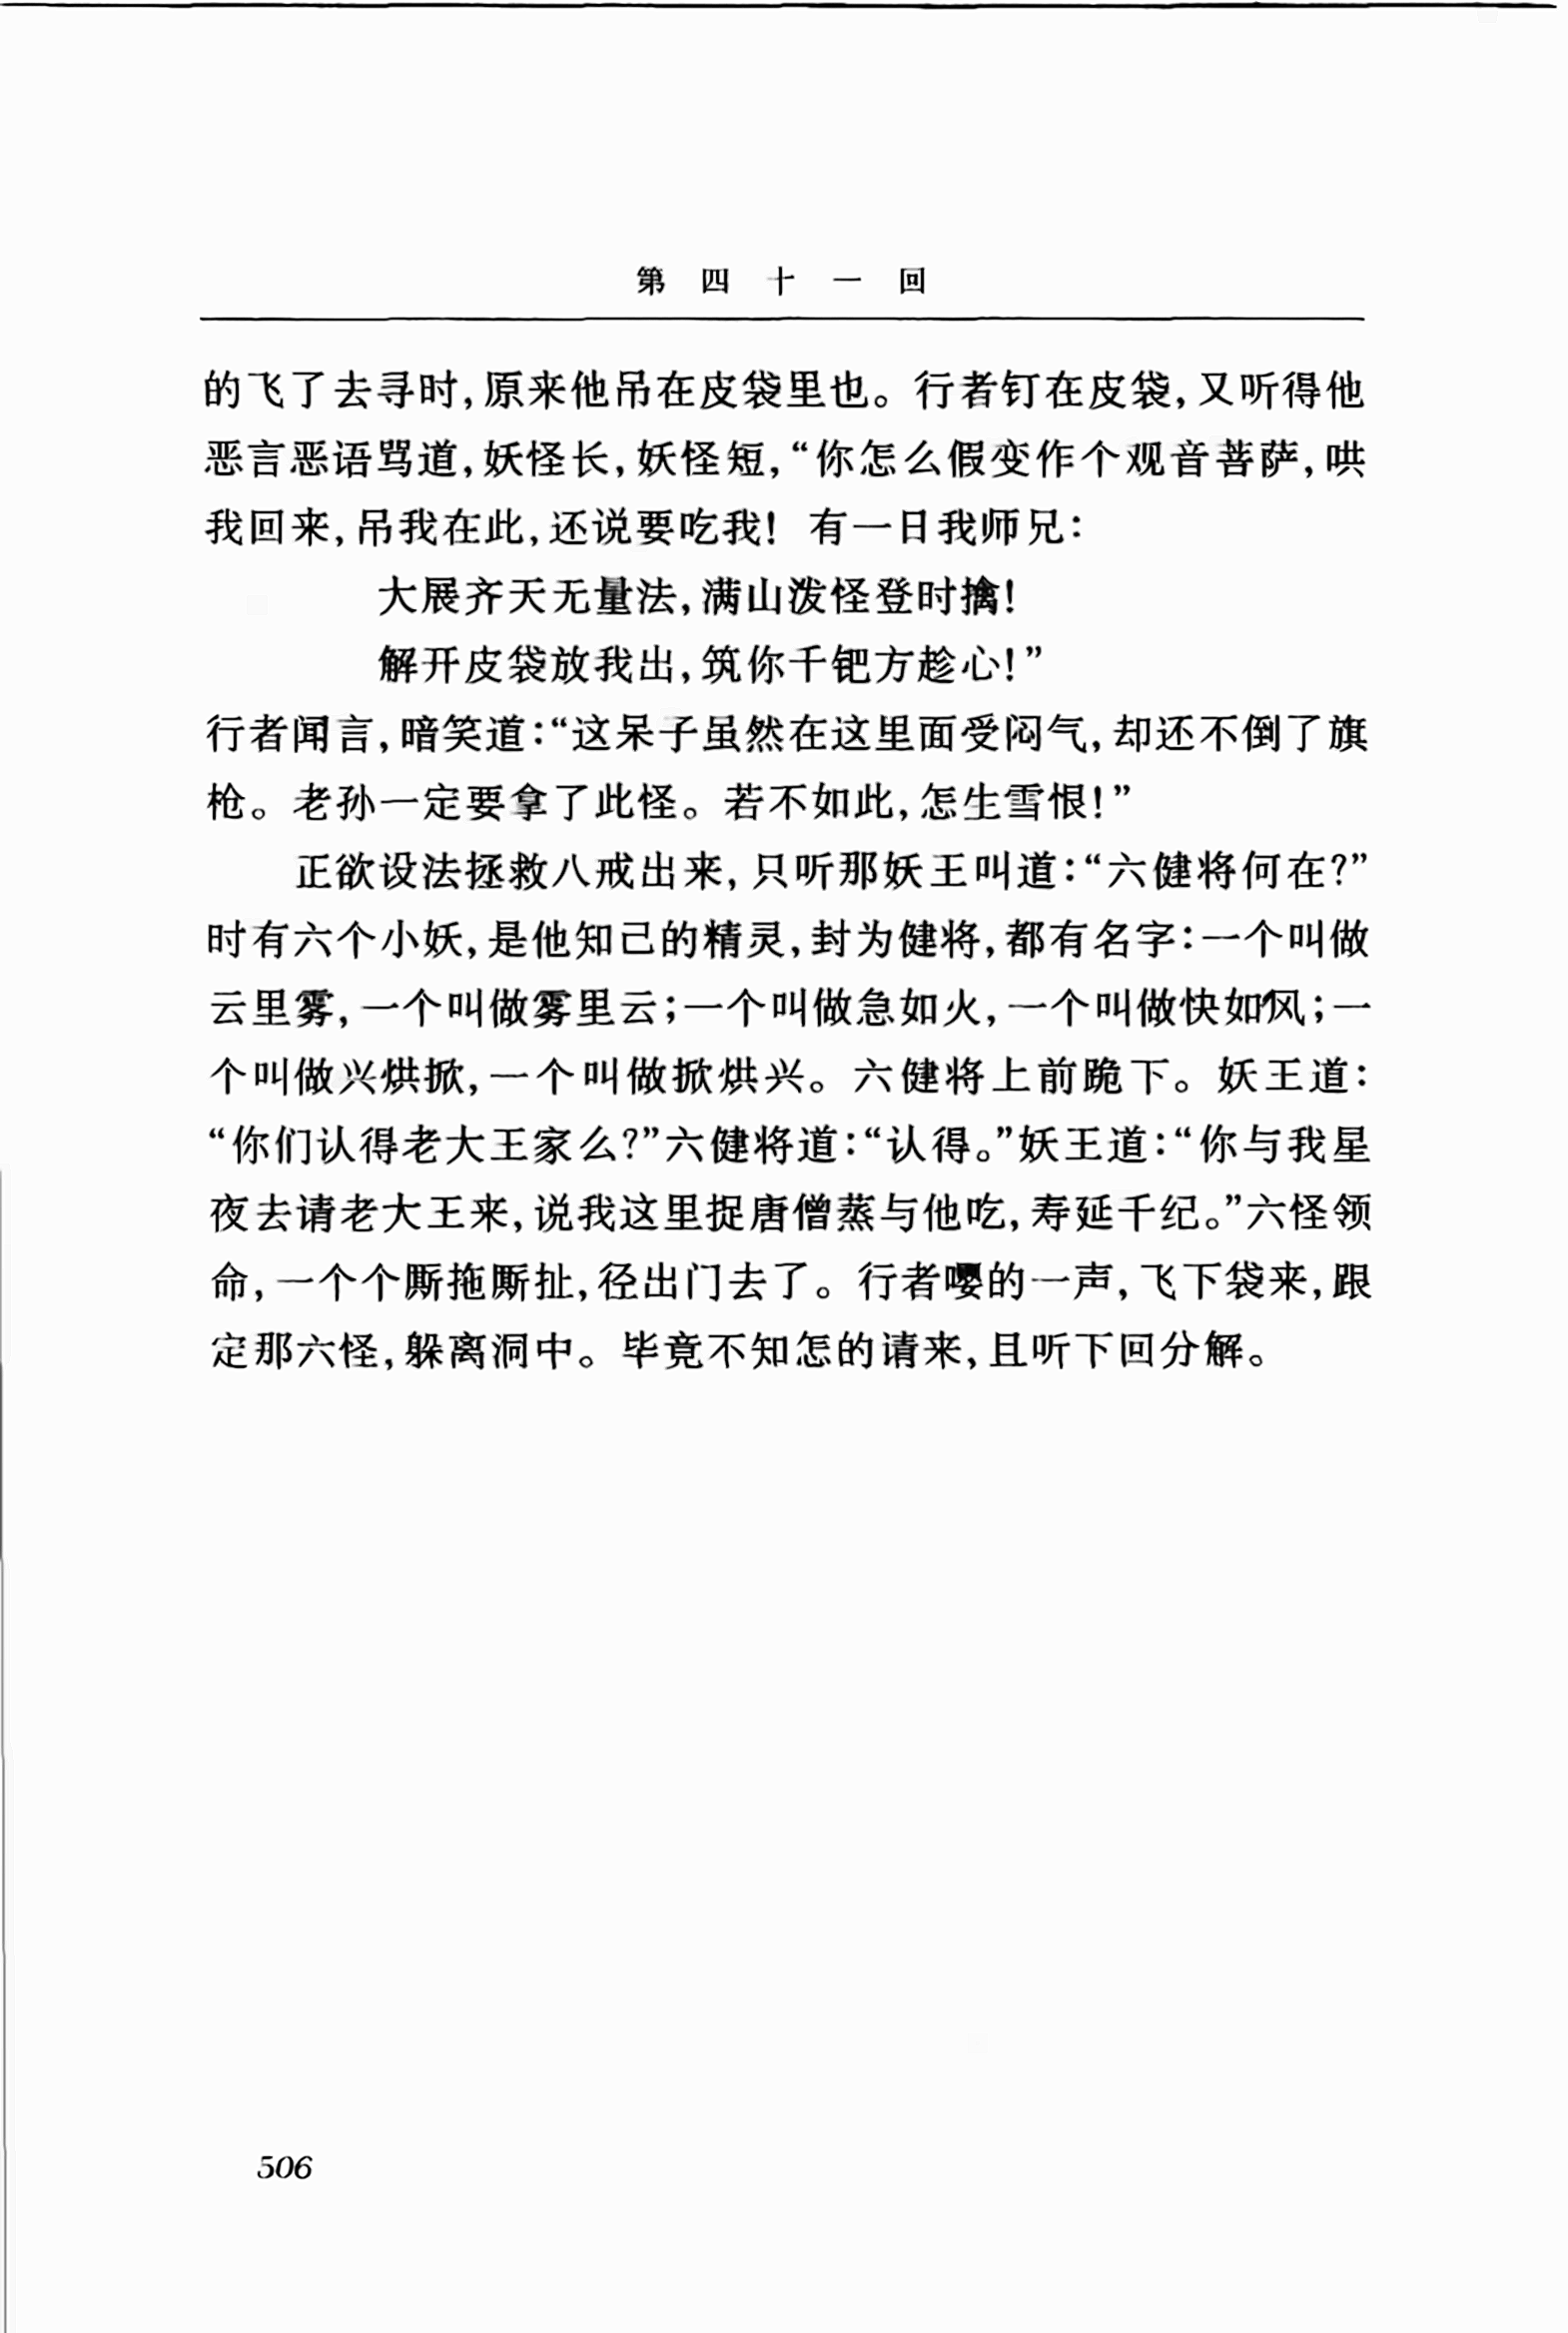 第四十一回
的飞了去寻时,原来他吊在皮袋里也。行者钉在皮袋,又听得他
恶言恶语骂道,妖怪长,妖怪短,“你怎么假变作个观音菩萨,哄
我回来,吊我在此,还说要吃我!有一日我师兄:
大展齐天无量法,满山泼怪登时擒!
解开皮袋放我出,筑你千钯方趁心!”
行者闻言,暗笑道:“这呆子虽然在这里面受闷气,却还不倒了旗
枪。老孙一定要拿了此怪。若不如此,怎生雪恨!”
正欲设法拯救八戒出来,只听那妖王叫道:“六健将何在?”
时有六个小妖,是他知己的精灵,封为健将,都有名字:一个叫做
云里雾,一个叫做雾里云;一个叫做急如火,一个叫做快如风;一
个叫做兴烘掀,一个叫做掀烘兴。六健将上前跪下。妖王道:
“你们认得老大王家么?”六健将道:“认得。”妖王道:“你与我星
夜去请老大王来,说我这里捉唐僧蒸与他吃,寿延千纪。”六怪领
命,一个个厮拖厮扯,径出门去了。行者嘤的一声,飞下袋来,跟
定那六怪,躲离洞中。毕竟不知怎的请来,且听下回分解。
506